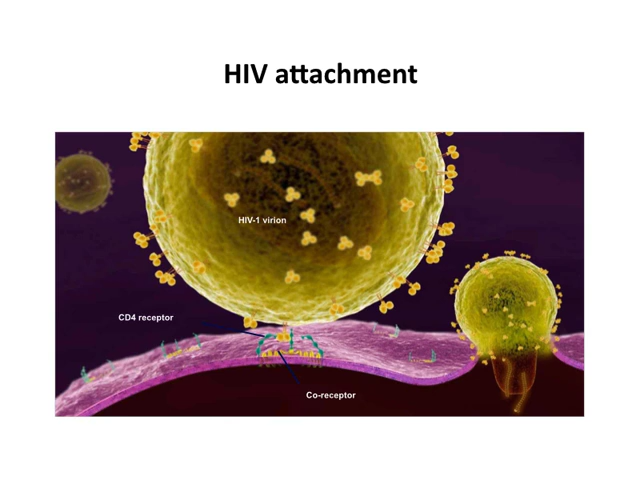 HIV attachment
HIV-1 virion
CD4 receptor
Co-receptor